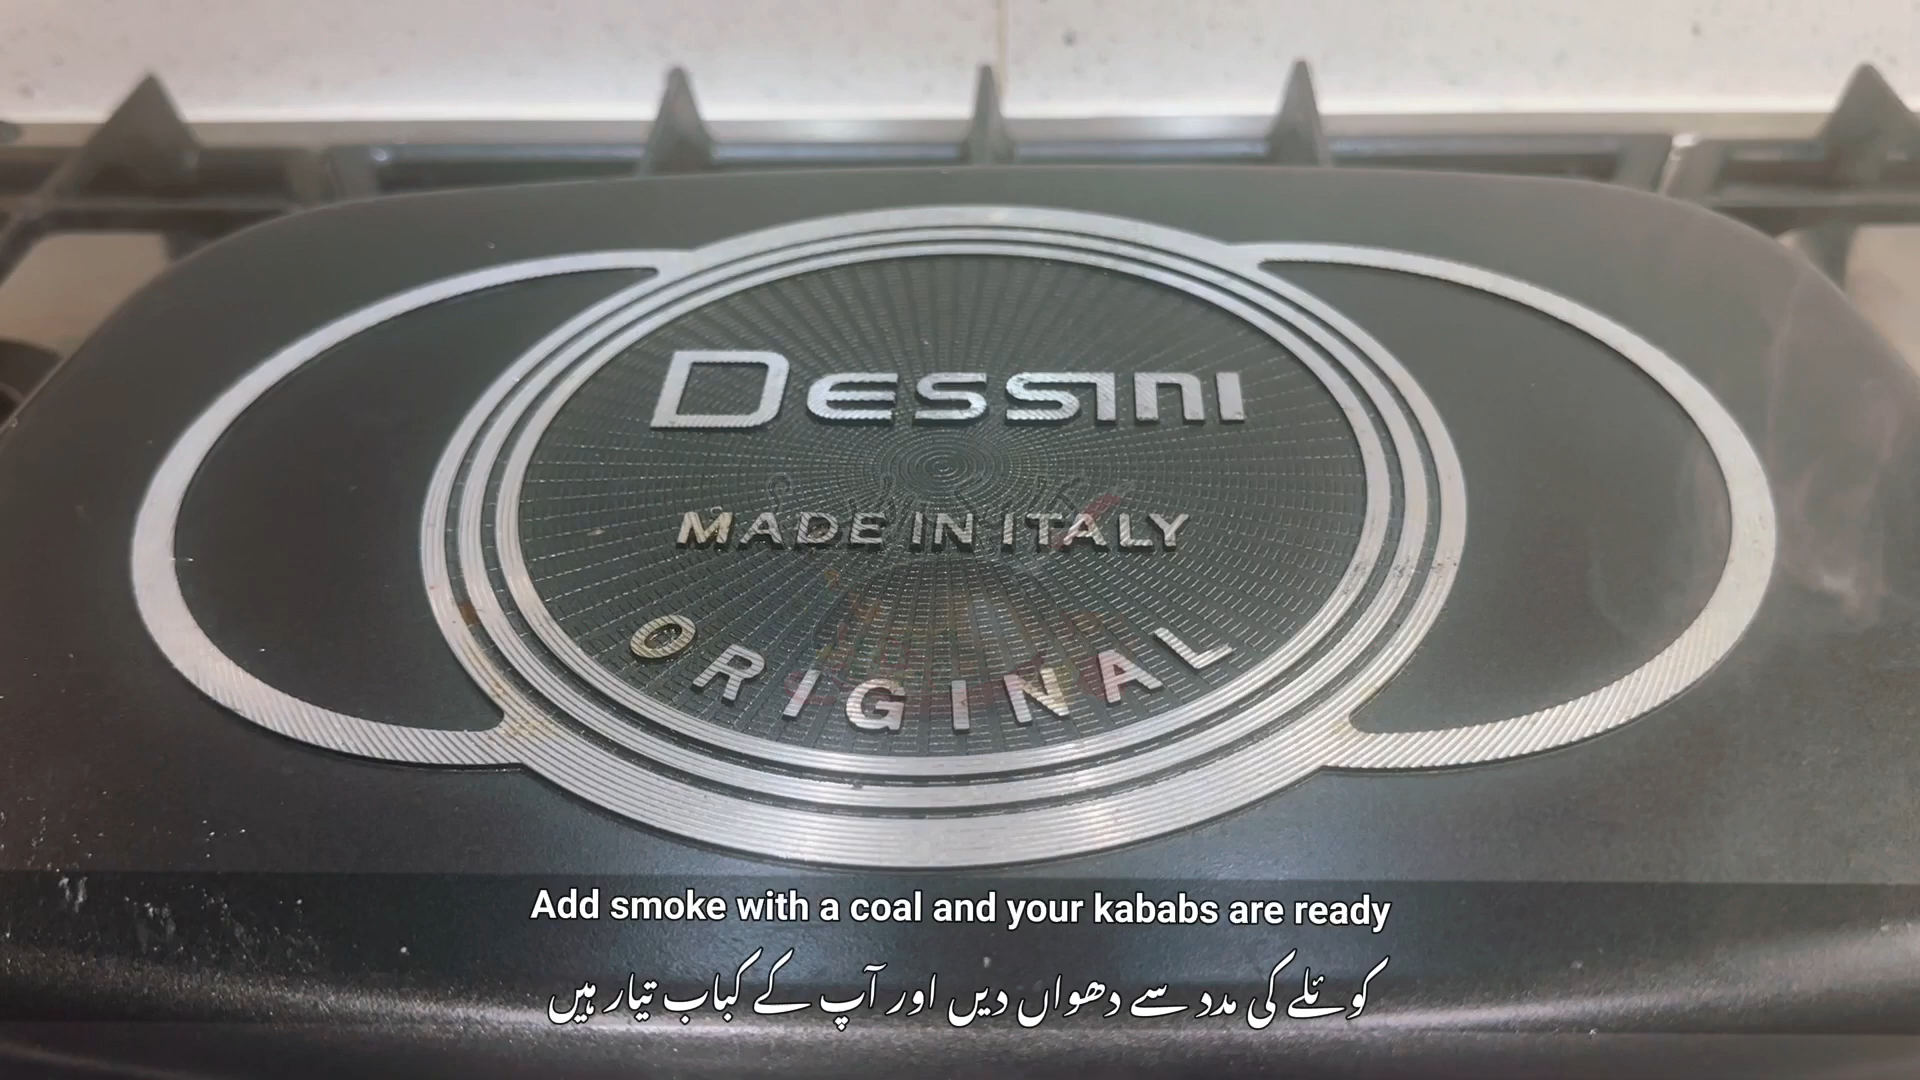 DESSINI
MADE IN ITALY
ORIGINAL
Add smoke with a coal and your kababs are ready
کوئلے کی مدد سے دھواں دیں اور آپ کے کباب تیار ہیں